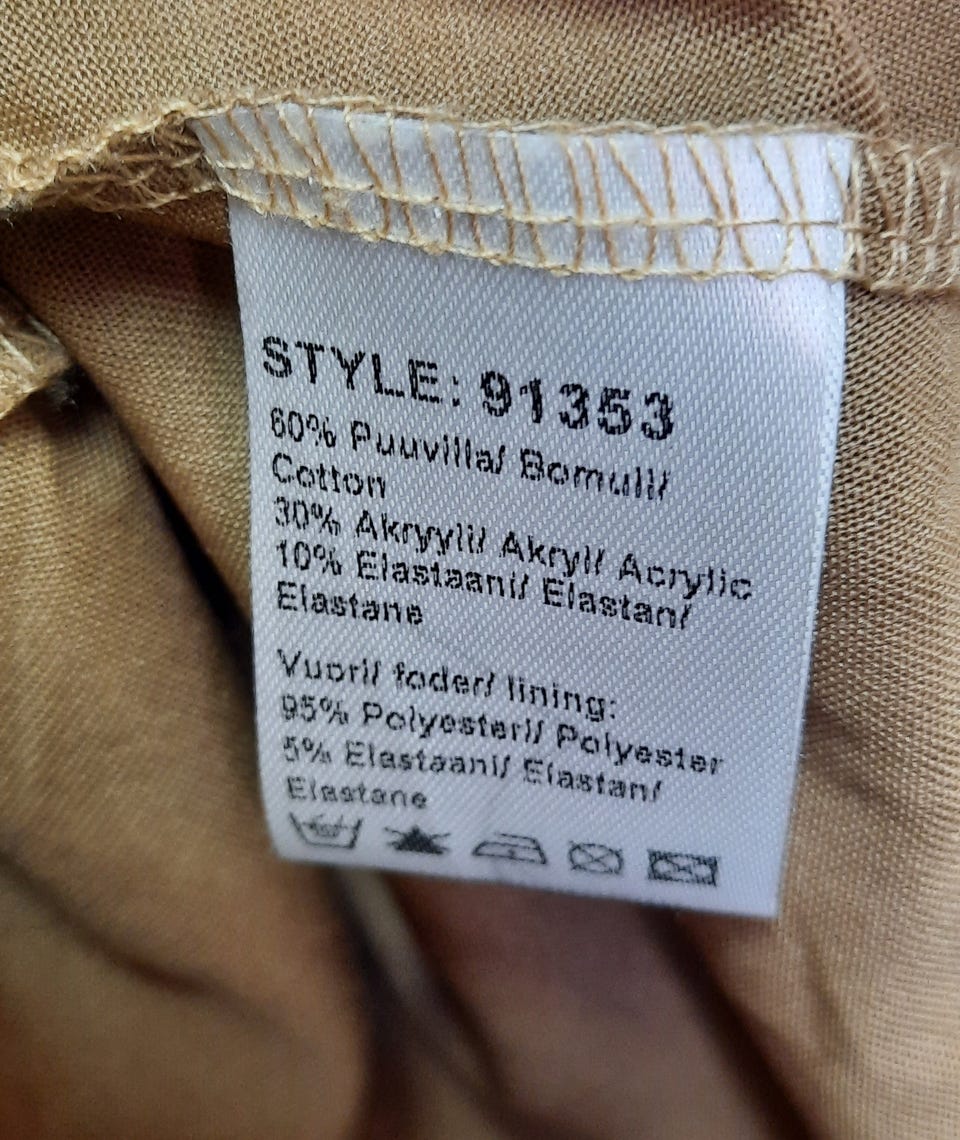 STYLE: 91353
60% Puuvilla/ Bomull/
Cotton
30% Akryyli/ Akryl/ Acrylic
10% Elastaani/ Elastan/
Elastane
Vuori/ foder/ lining:
95% Polyesteri/ Polyester
5% Elastaani/ Elastan/
Elastane